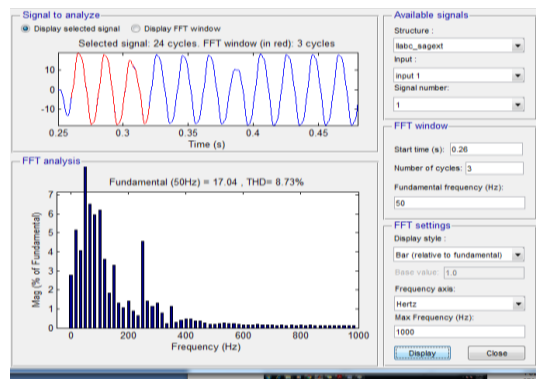 Signal to analyze
Display selected signal
Display FFT window
Selected signal: 24 cycles. FFT window (in red): 3 cycles
10
0
-10
0.25
0.3
0.35
0.4
0.45
Time (s)
FFT analysis
Fundamental (50Hz) = 17.04 , THD= 8.73%
7
6
5
4
3
2
1
0
Mag (% of Fundamental)
0
200
400
600
800
1000
Frequency (Hz)
Available signals
Structure :
Ilabc_sagext
Input :
input 1
Signal number:
1
FFT window
Start time (s):
0.26
Number of cycles:
3
Fundamental frequency (Hz):
50
FFT settings
Display style :
Bar (relative to fundamental)
Base value:
1.0
Frequency axis:
Hertz
Max Frequency (Hz):
1000
Display
Close